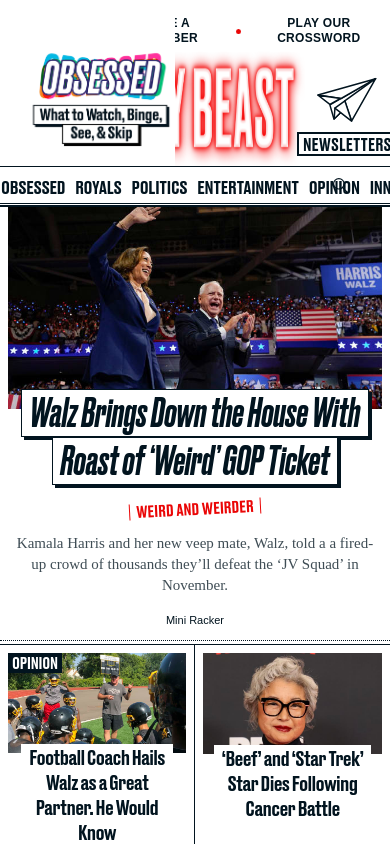 E A
BER
PLAY OUR
CROSSWORD
OBSESSED
What to Watch, Binge,
See, & Skip
Y BEAST
NEWSLETTERS
OBSESSED ROYALS POLITICS ENTERTAINMENT OPINION INN
HARRIS
WALZ
Walz Brings Down the House With
Roast of ‘Weird’ GOP Ticket
WEIRD AND WEIRDER
Kamala Harris and her new veep mate, Walz, told a a fired-
up crowd of thousands they’ll defeat the ‘JV Squad’ in
November.
Mini Racker
OPINION
Football Coach Hails
Walz as a Great
Partner. He Would
Know
‘Beef’ and ‘Star Trek’
Star Dies Following
Cancer Battle